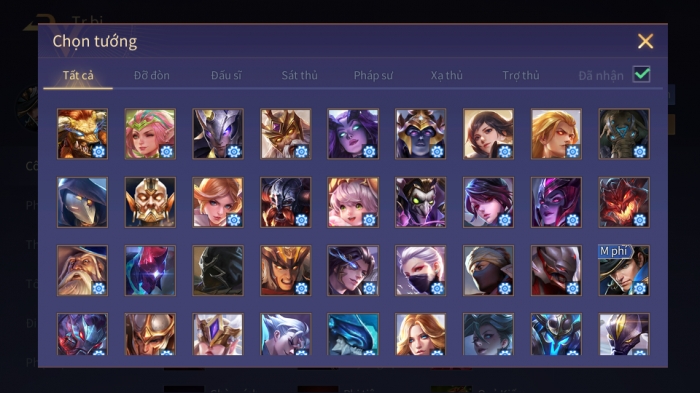 Chọn tướng
Tất cả Đỡ đòn Đấu sĩ Sát thủ Pháp sư Xạ thủ Trợ thủ Đã nhận
M phí